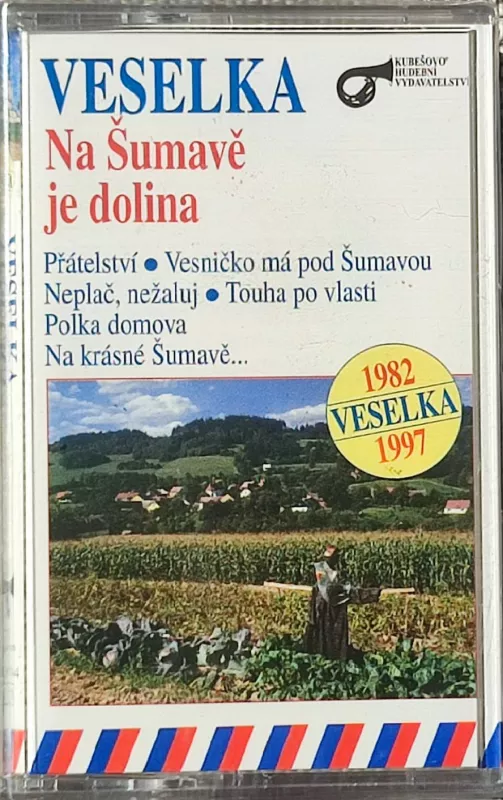 VESELKA
KUBEŠOVO
HUDEBNÍ
VYDAVATELSTVÍ
Na Šumavě
je dolina
Přátelství ● Vesničko má pod Šumavou
Neplač, nežaluj ● Touha po vlasti
Polka domova
Na krásné Šumavě...
1982
VESELKA
1997
VESELKA